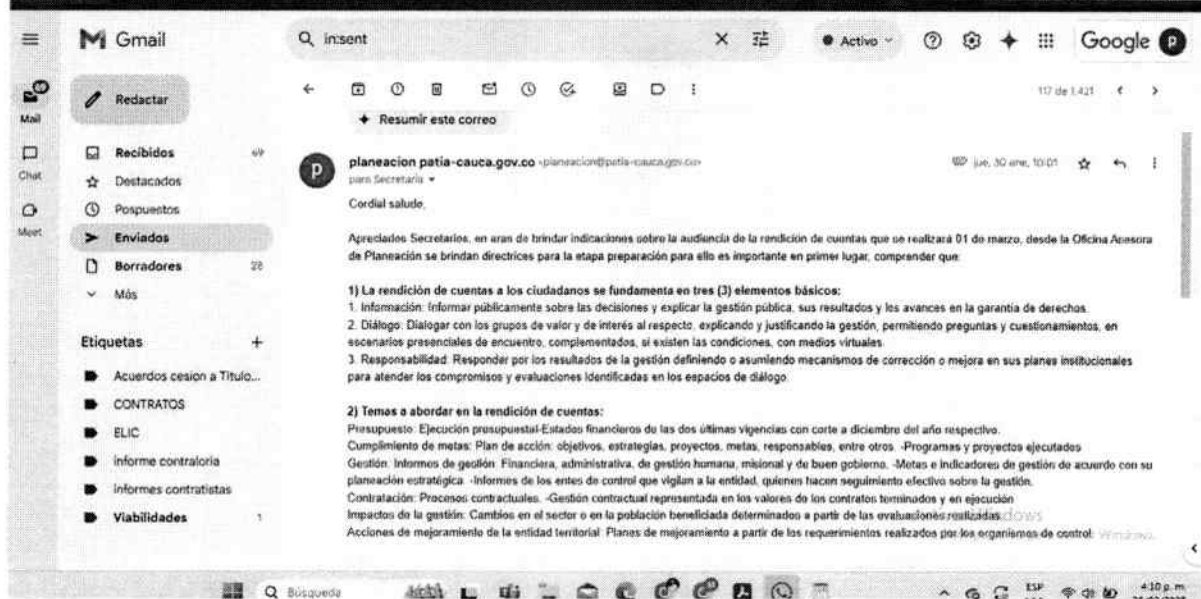 Gmail
in:sent
Activo
Google
p
69
Mail
Chat
Meet
Redactar
Recibidos 69
Destacados
Pospuestos
Enviados
Borradores 28
Más
Etiquetas +
Acuerdos cesion a Titulo...
CONTRATOS
ELIC
informe contraloria
informes contratistas
Viabilidades 1
117 de 1.421
Resumir este correo
p
planeacion patia-cauca.gov.co <planeacion@patia-cauca.gov.co>
jue, 30 ene, 10:01
para Secretaria
Cordial saludo,
Apreciados Secretarios, en aras de brindar indicaciones sobre la audiencia de la rendición de cuentas que se realizará 01 de marzo, desde la Oficina Asesora
de Planeación se brindan directrices para la etapa preparación para ello es importante en primer lugar, comprender que:
1) La rendición de cuentas a los ciudadanos se fundamenta en tres (3) elementos básicos:
1. Información: Informar públicamente sobre las decisiones y explicar la gestión pública, sus resultados y los avances en la garantía de derechos.
2. Diálogo: Dialogar con los grupos de valor y de interés al respecto, explicando y justificando la gestión, permitiendo preguntas y cuestionamientos, en
escenarios presenciales de encuentro, complementados, si existen las condiciones, con medios virtuales.
3. Responsabilidad: Responder por los resultados de la gestión definiendo o asumiendo mecanismos de corrección o mejora en sus planes institucionales
para atender los compromisos y evaluaciones identificadas en los espacios de diálogo.
2) Temas a abordar en la rendición de cuentas:
Presupuesto: Ejecución presupuestal-Estados financieros de las dos últimas vigencias con corte a diciembre del año respectivo.
Cumplimiento de metas: Plan de acción: objetivos, estrategias, proyectos, metas, responsables, entre otros. -Programas y proyectos ejecutados
Gestión: Informes de gestión: Financiera, administrativa, de gestión humana, misional y de buen gobierno. -Metas e Indicadores de gestión de acuerdo con su
planeación estratégica. -Informes de los entes de control que vigilan a la entidad, quienes hacen seguimiento efectivo sobre la gestión.
Contratación: Procesos contractuales. -Gestión contractual representada en los valores de los contratos terminados y en ejecución
Impactos de la gestión: Cambios en el sector o en la población beneficiada determinados a partir de las evaluaciones realizadas
Acciones de mejoramiento de la entidad territorial: Planes de mejoramiento a partir de los requerimientos realizados por los organismos de control:
Búsqueda
ESP
4:10 p. m.